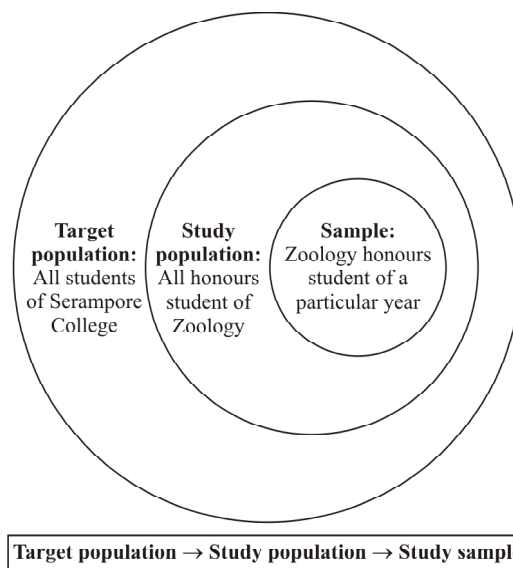 Target
population:
All students
of Serampore
College
Study
population:
All honours
student of
Zoology
Sample:
Zoology honours
student of a
particular year
Target population → Study population → Study sampl